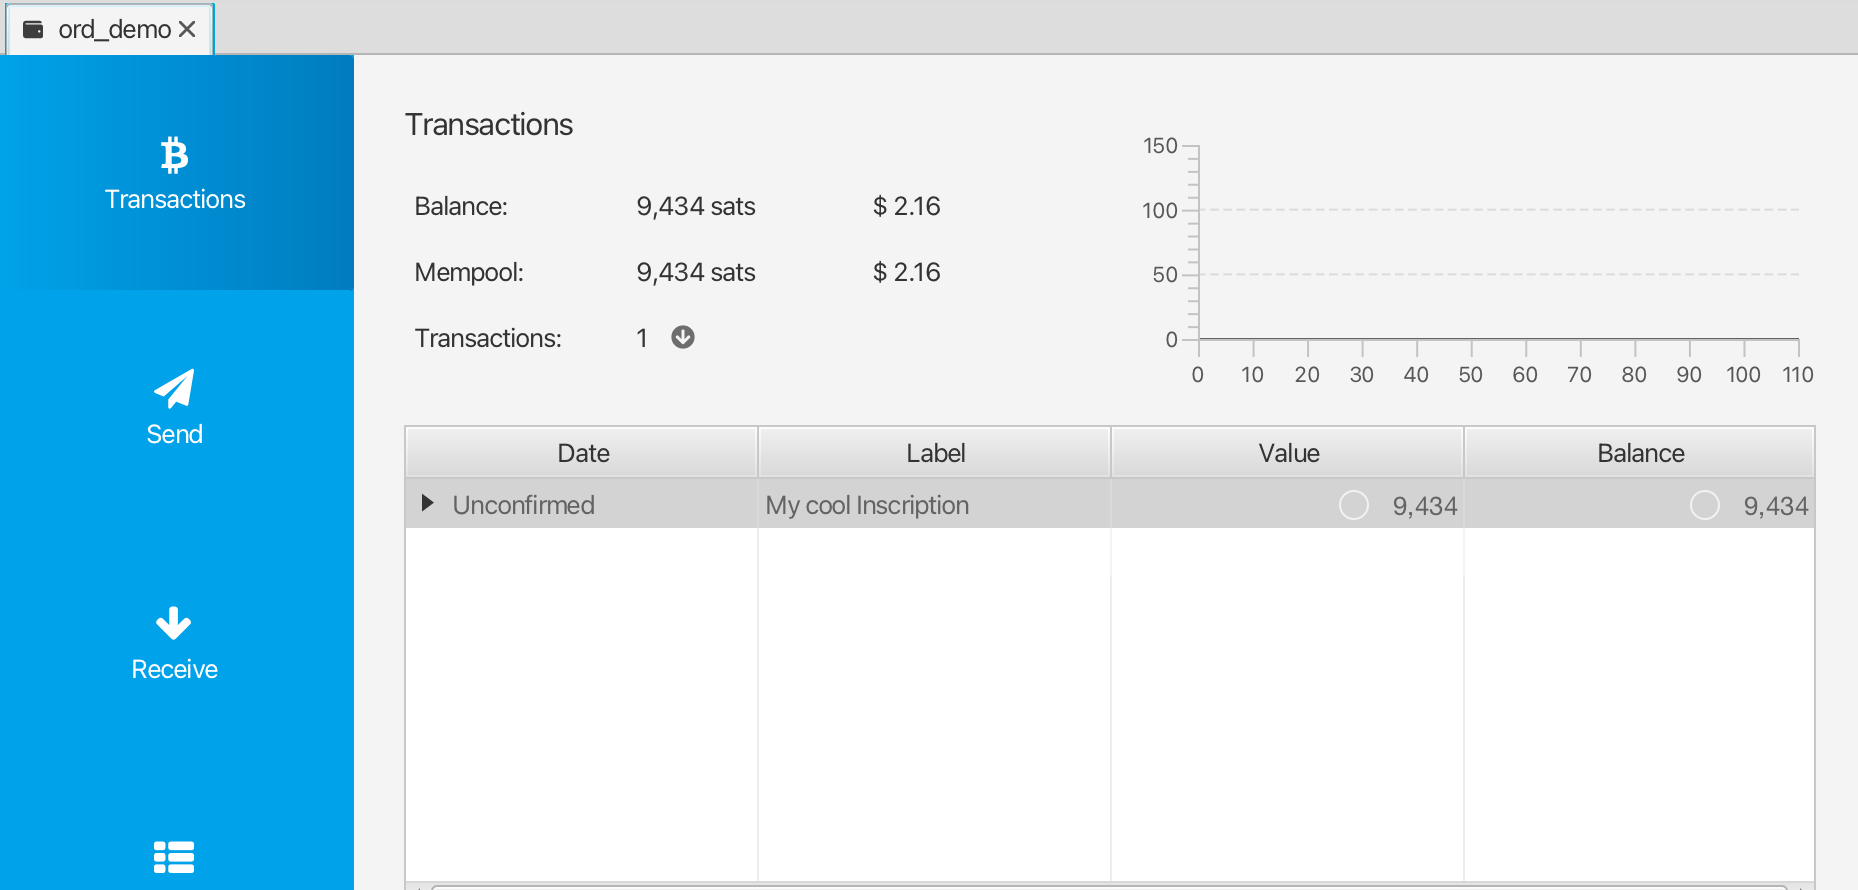 ord_demo
Transactions
Send
Receive
Transactions
Balance: 9,434 sats $ 2.16
Mempool: 9,434 sats $ 2.16
Transactions: 1
150
100
50
0
0 10 20 30 40 50 60 70 80 90 100 110
Date Label Value Balance
Unconfirmed My cool Inscription 9,434 9,434